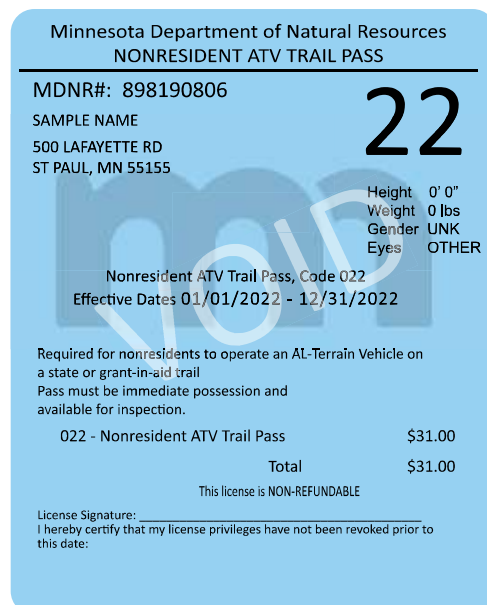 Minnesota Department of Natural Resources
NONRESIDENT ATV TRAIL PASS
MDNR#: 898190806
22
SAMPLE NAME
500 LAFAYETTE RD
ST PAUL, MN 55155
Height 0' 0"
Weight 0 lbs
Gender UNK
Eyes OTHER
mn
VOID
Nonresident ATV Trail Pass, Code 022
Effective Dates 01/01/2022 - 12/31/2022
Required for nonresidents to operate an AL-Terrain Vehicle on
a state or grant-in-aid trail
Pass must be immediate possession and
available for inspection.
022 - Nonresident ATV Trail Pass $31.00
Total $31.00
This license is NON-REFUNDABLE
License Signature:
I hereby certify that my license privileges have not been revoked prior to
this date: